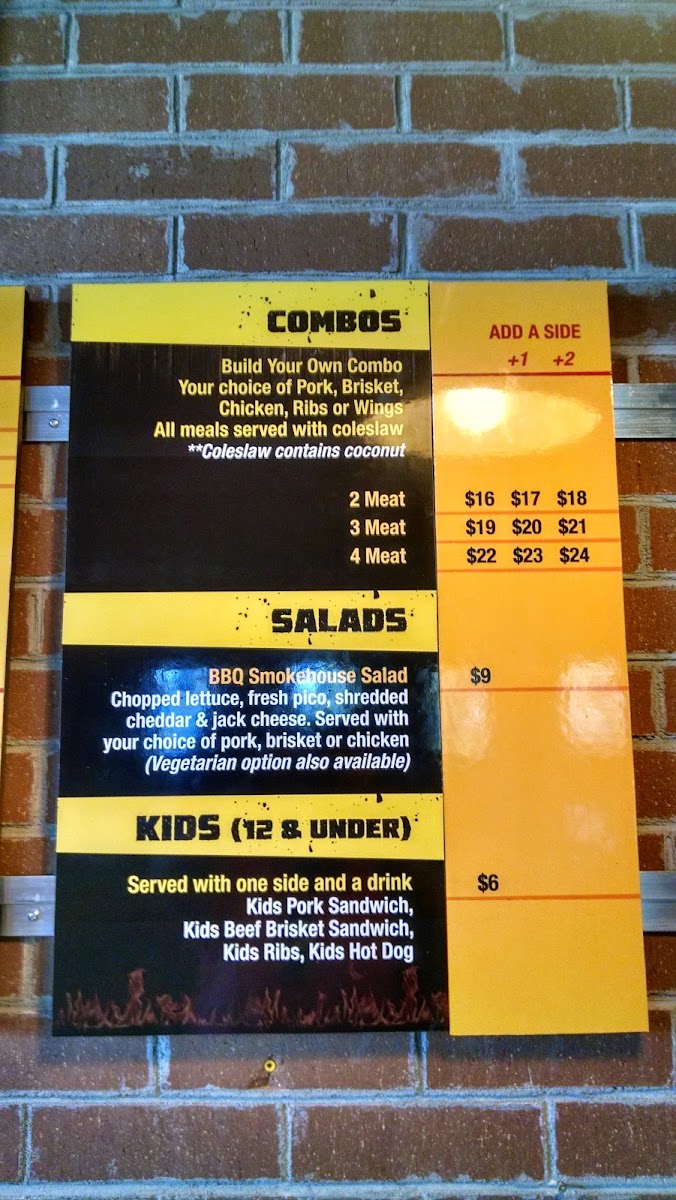 COMBOS
ADD A SIDE
+1 +2
Build Your Own Combo
Your choice of Pork, Brisket,
Chicken, Ribs or Wings
All meals served with coleslaw
**Coleslaw contains coconut
2 Meat $16 $17 $18
3 Meat $19 $20 $21
4 Meat $22 $23 $24
SALADS
BBQ Smokehouse Salad $9
Chopped lettuce, fresh pico, shredded
cheddar & jack cheese. Served with
your choice of pork, brisket or chicken
(Vegetarian option also available)
KIDS (12 & UNDER)
Served with one side and a drink $6
Kids Pork Sandwich,
Kids Beef Brisket Sandwich,
Kids Ribs, Kids Hot Dog